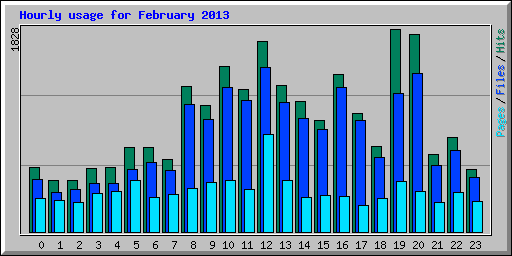 Hourly usage for February 2013
1828
Pages/Files/Hits
0 1 2 3 4 5 6 7 8 9 10 11 12 13 14 15 16 17 18 19 20 21 22 23